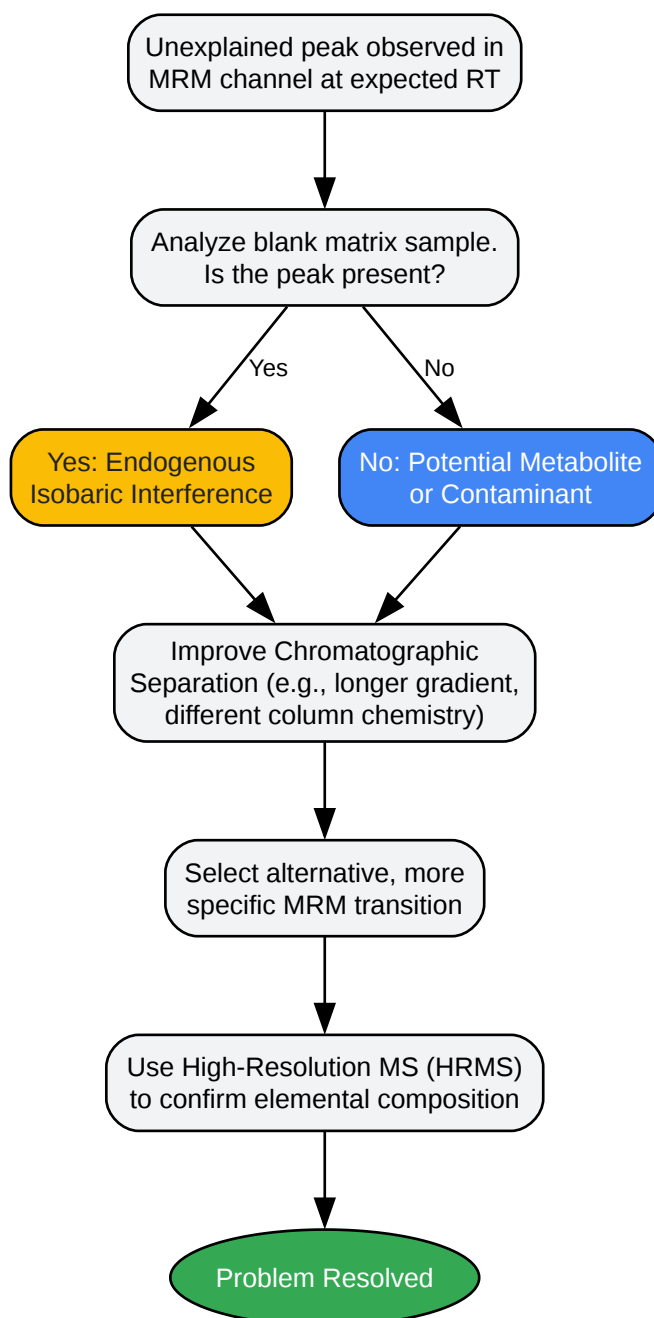 Unexplained peak observed in
MRM channel at expected RT
Analyze blank matrix sample.
Is the peak present?
Yes
No
Yes: Endogenous
Isobaric Interference
No: Potential Metabolite
or Contaminant
Improve Chromatographic
Separation (e.g., longer gradient,
different column chemistry)
Select alternative, more
specific MRM transition
Use High-Resolution MS (HRMS)
to confirm elemental composition
Problem Resolved